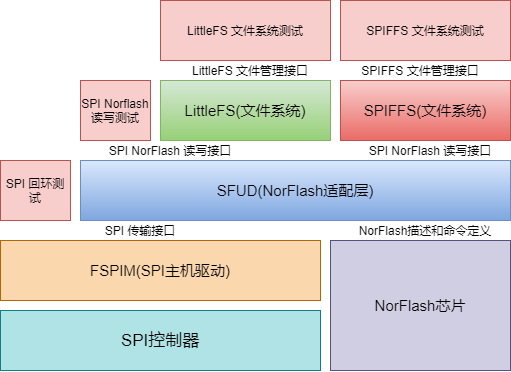 LittleFS 文件系统测试
SPIFFS 文件系统测试
LittleFS 文件管理接口
SPIFFS 文件管理接口
SPI Norflash
读写测试
LittleFS(文件系统)
SPIFFS(文件系统)
SPI NorFlash 读写接口
SPI NorFlash 读写接口
SPI 回环测
试
SFUD(NorFlash适配层)
SPI 传输接口
NorFlash描述和命令定义
FSPIM(SPI主机驱动)
NorFlash芯片
SPI控制器